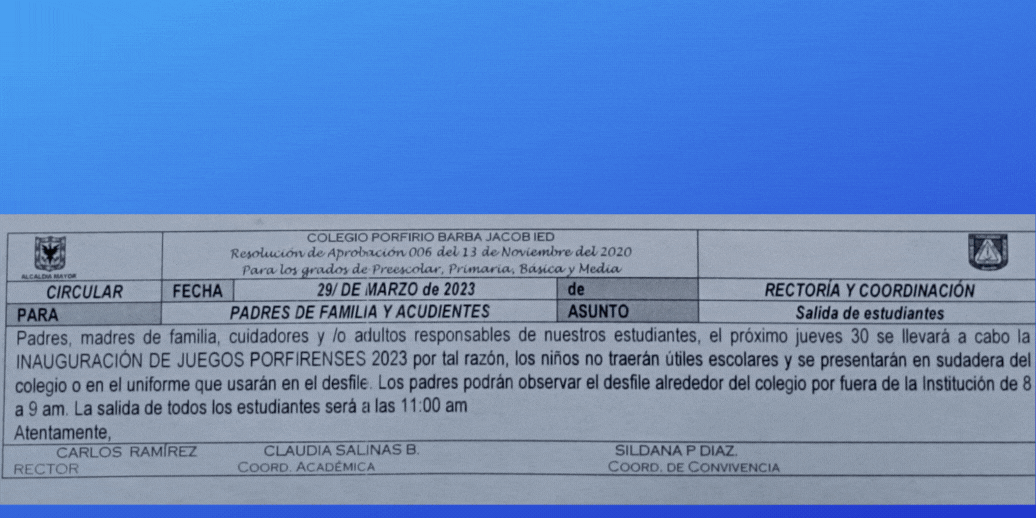 COLEGIO PORFIRIO BARBA JACOB IED
Resolución de Aprobación 006 del 13 de Noviembre del 2020
Para los grados de Preescolar, Primaria, Básica y Media
ALCALDIA MAYOR
CIRCULAR FECHA 29/ DE MARZO de 2023 de RECTORÍA Y COORDINACIÓN
PARA PADRES DE FAMILIA Y ACUDIENTES ASUNTO Salida de estudiantes
Padres, madres de familia, cuidadores y /o adultos responsables de nuestros estudiantes, el próximo jueves 30 se llevará a cabo la
INAUGURACIÓN DE JUEGOS PORFIRENSES 2023 por tal razón, los niños no traerán útiles escolares y se presentarán en sudadera del
colegio o en el uniforme que usarán en el desfile. Los padres podrán observar el desfile alrededor del colegio por fuera de la Institución de 8
a 9 am. La salida de todos los estudiantes será a las 11:00 am
Atentamente,
CARLOS RAMÍREZ CLAUDIA SALINAS B. SILDANA P DIAZ.
RECTOR COORD. ACADÉMICA COORD. DE CONVIVENCIA